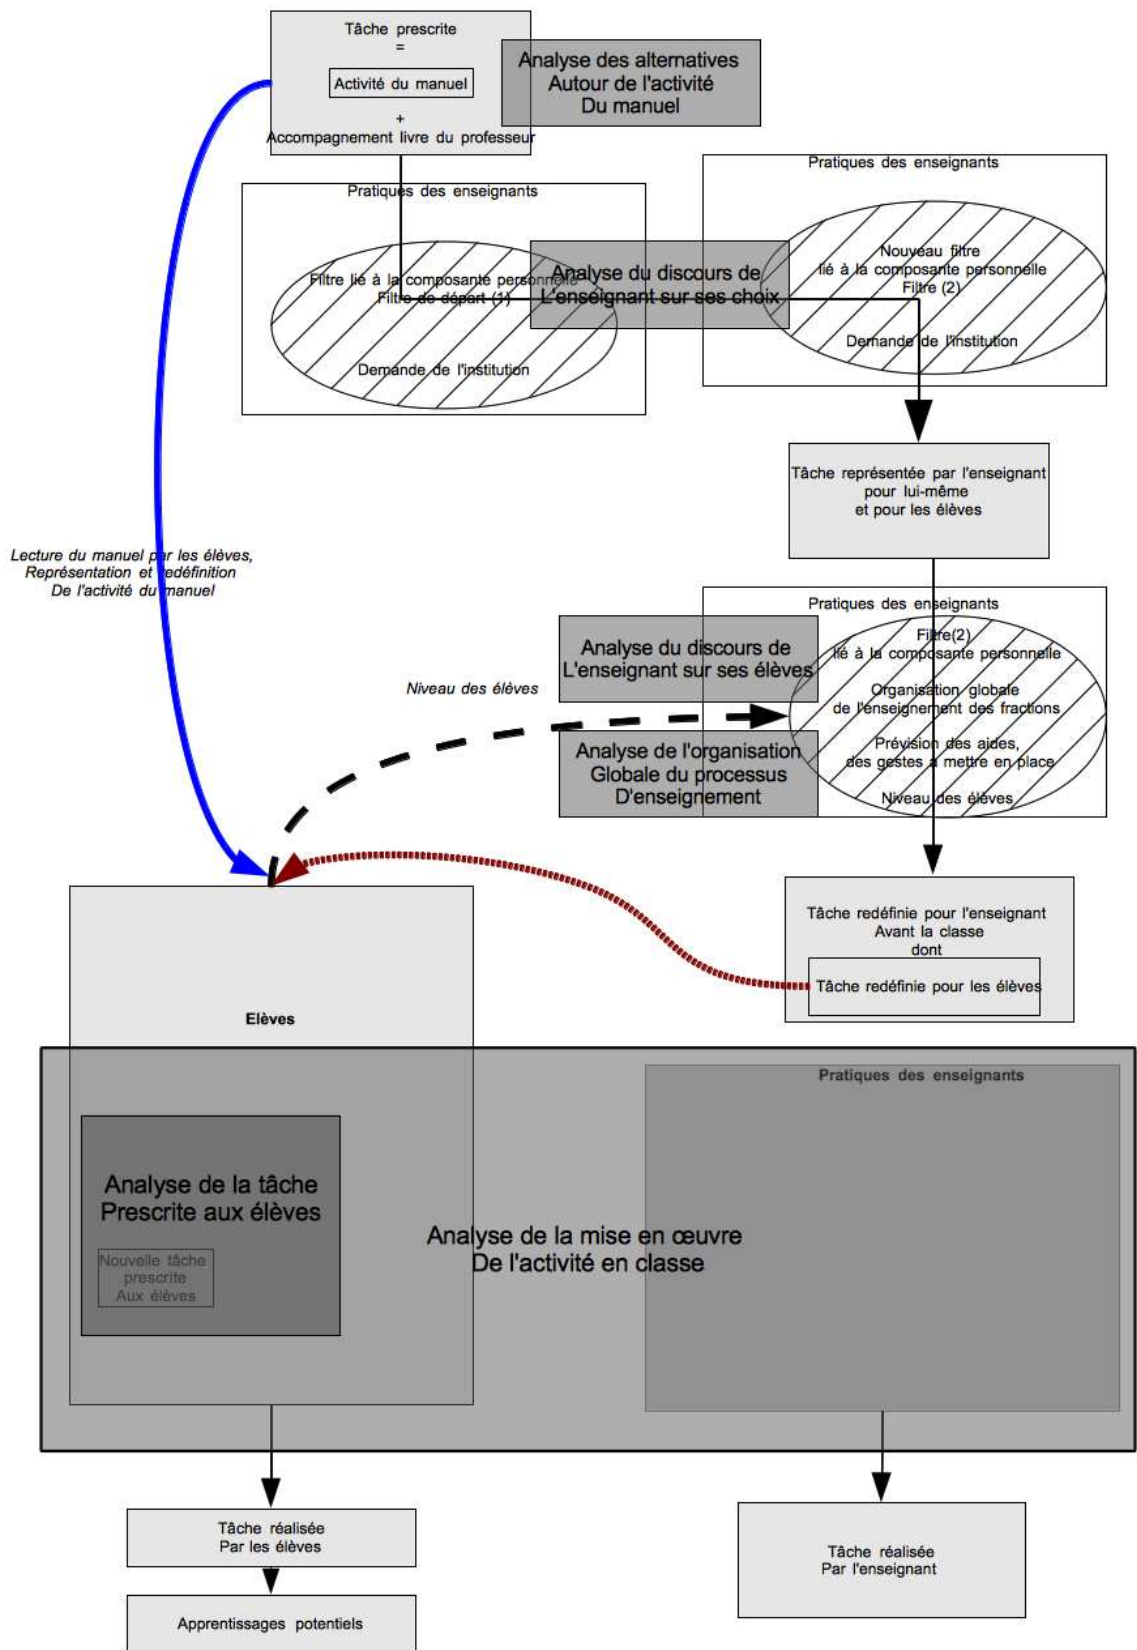 Tâche prescrite
=
Activité du manuel
+
Accompagnement livre du professeur
Analyse des alternatives
Autour de l'activité
Du manuel
Pratiques des enseignants
Filtre lié à la composante personnelle
Filtre de départ (1)
Demande de l'institution
Analyse du discours de
L'enseignant sur ses choix
Pratiques des enseignants
Nouveau filtre
lié à la composante personnelle
Filtre (2)
Demande de l'institution
Tâche représentée par l'enseignant
pour lui-même
et pour les élèves
Lecture du manuel par les élèves,
Représentation et redéfinition
De l'activité du manuel
Pratiques des enseignants
Filtre(2)
lié à la composante personnelle
Organisation globale
de l'enseignement des fractions
Prévision des aides,
des gestes à mettre en place
Niveau des élèves
Analyse du discours de
L'enseignant sur ses élèves
Niveau des élèves
Analyse de l'organisation
Globale du processus
D'enseignement
Tâche redéfinie pour l'enseignant
Avant la classe
dont
Tâche redéfinie pour les élèves
Elèves
Pratiques des enseignants
Analyse de la tâche
Prescrite aux élèves
Nouvelle tâche
prescrite
Aux élèves
Analyse de la mise en œuvre
De l'activité en classe
Tâche réalisée
Par les élèves
Apprentissages potentiels
Tâche réalisée
Par l'enseignant